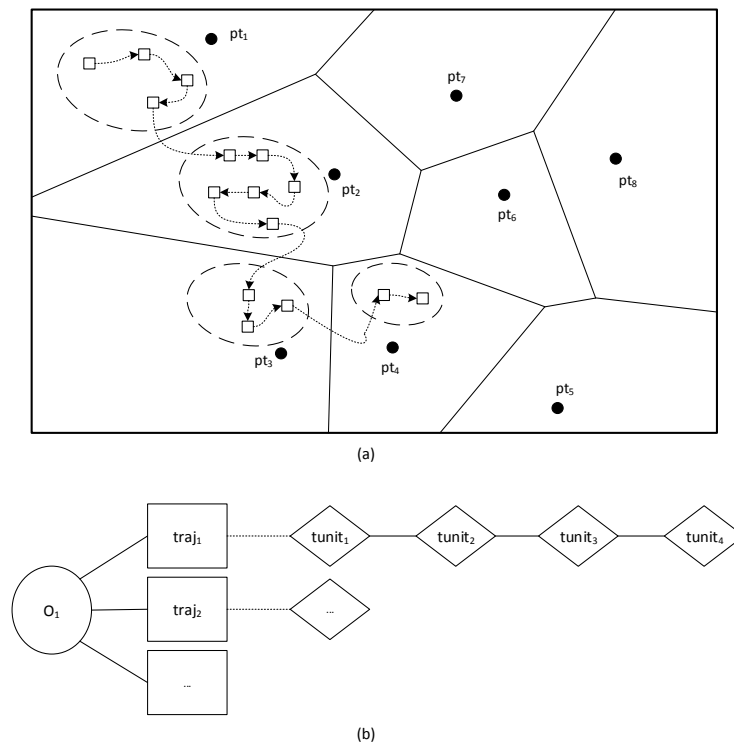 pt₁
pt₇
pt₈
pt₂
pt₆
pt₃
pt₄
pt₅
(a)
traj₁
tunit₁
tunit₂
tunit₃
tunit₄
O₁
traj₂
...
...
(b)